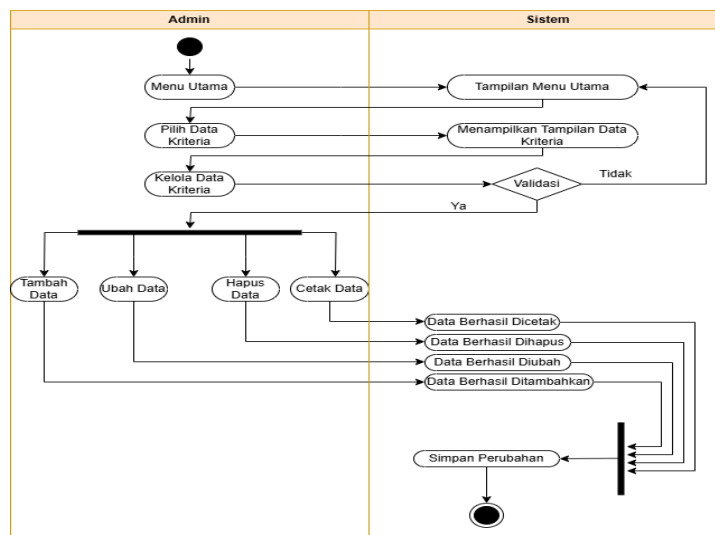 Admin
Sistem
Menu Utama
Tampilan Menu Utama
Pilih Data
Kriteria
Menampilkan Tampilan Data
Kriteria
Kelola Data
Kriteria
Validasi
Tidak
Ya
Tambah
Data
Ubah Data
Hapus
Data
Cetak Data
Data Berhasil Dicetak
Data Berhasil Dihapus
Data Berhasil Diubah
Data Berhasil Ditambahkan
Simpan Perubahan